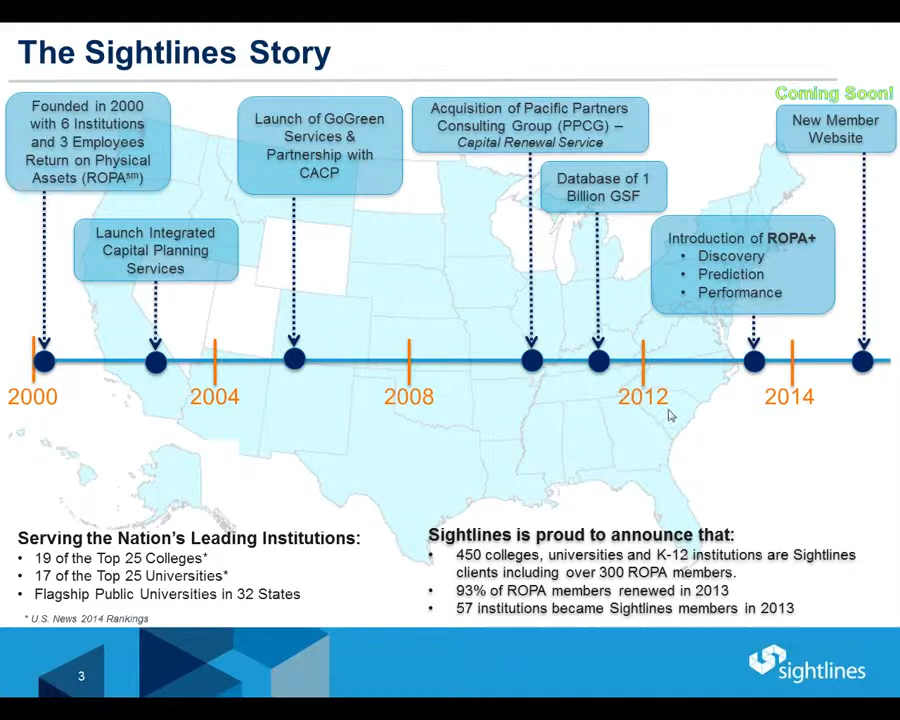 The Sightlines Story
Coming Soon!
Founded in 2000
with 6 Institutions
and 3 Employees
Return on Physical
Assets (ROPAsm)
Launch Integrated
Capital Planning
Services
Launch of GoGreen
Services &
Partnership with
CACP
Acquisition of Pacific Partners
Consulting Group (PPCG) –
Capital Renewal Service
Database of 1
Billion GSF
Introduction of ROPA+
• Discovery
• Prediction
• Performance
New Member
Website
2000
2004
2008
2012
2014
Serving the Nation's Leading Institutions:
• 19 of the Top 25 Colleges*
• 17 of the Top 25 Universities*
• Flagship Public Universities in 32 States
* U.S. News 2014 Rankings
Sightlines is proud to announce that:
• 450 colleges, universities and K-12 institutions are Sightlines
clients including over 300 ROPA members.
• 93% of ROPA members renewed in 2013
• 57 institutions became Sightlines members in 2013
3
sightlines